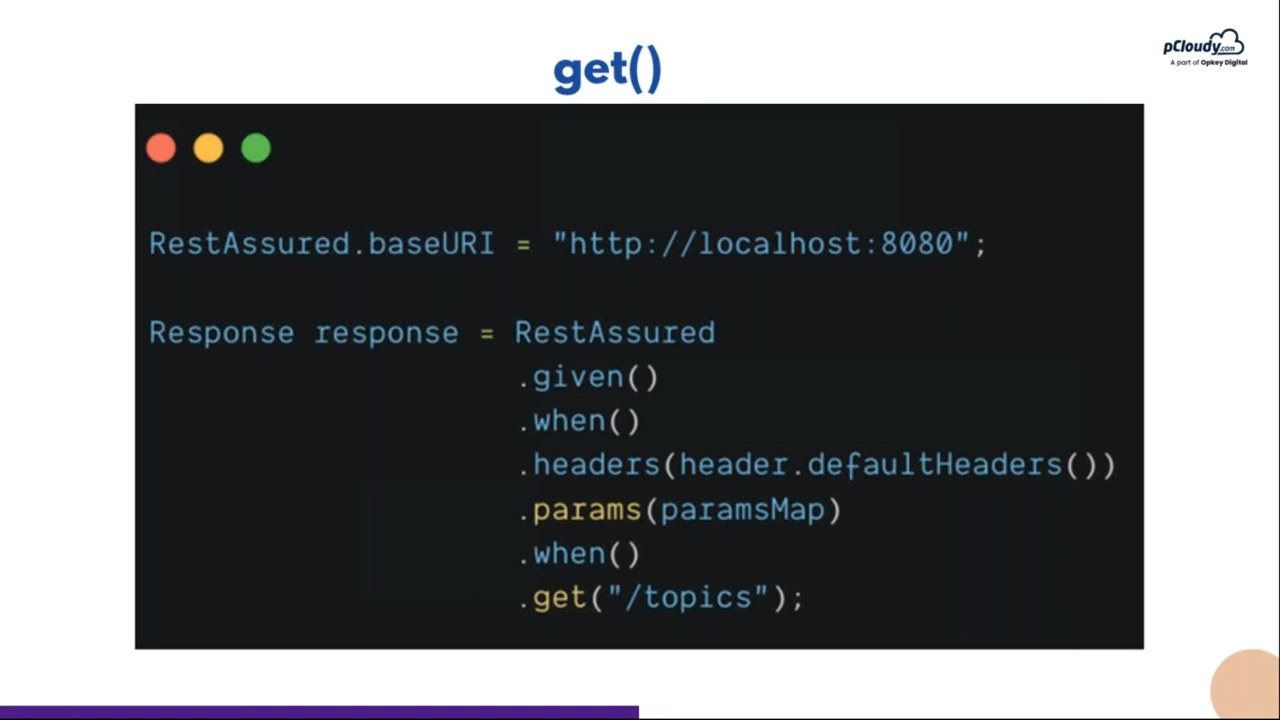 get()
pCloudy.com
A part of Opkey Digital
RestAssured.baseURI = "http://localhost:8080";
Response response = RestAssured
.given()
.when()
.headers(header.defaultHeaders())
.params(paramsMap)
.when()
.get("/topics");